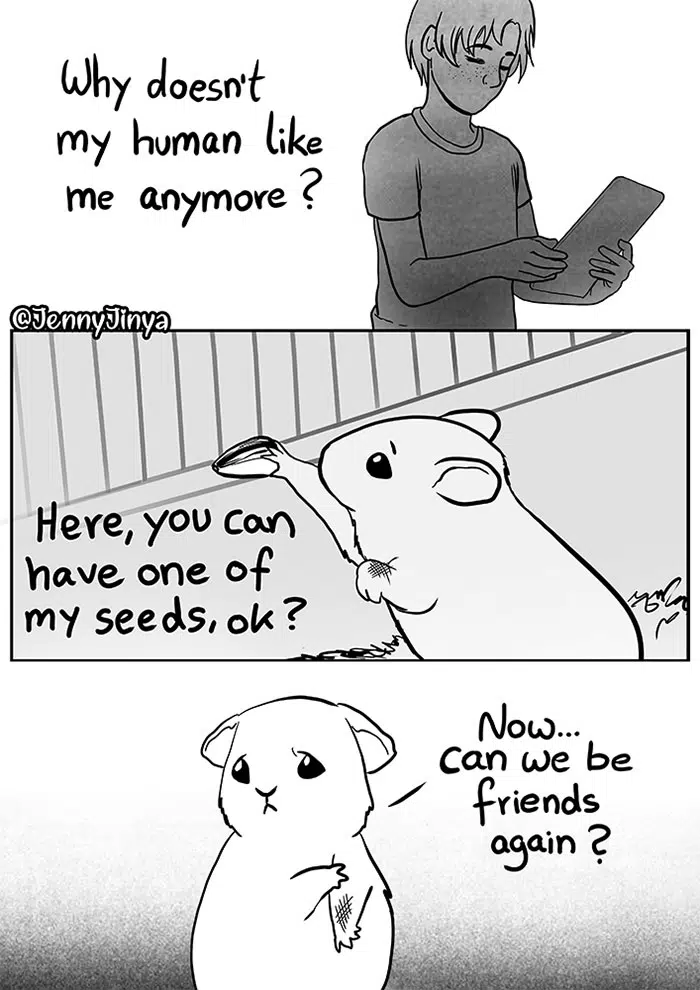 Why doesn't
my human like
me anymore?
@JennyJinya
Here, you can
have one of
my seeds, ok?
Now...
can we be
friends
again?